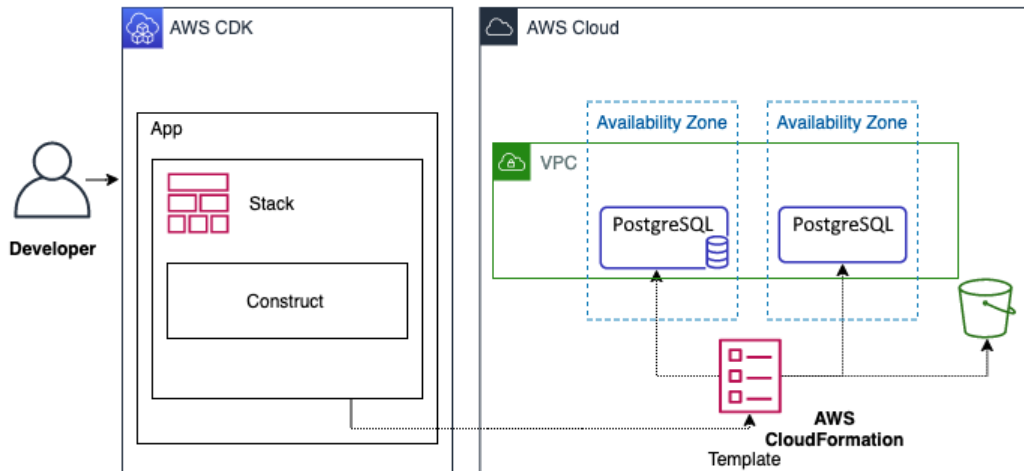 AWS CDK
AWS Cloud
App
Availability Zone
Availability Zone
VPC
Stack
PostgreSQL
PostgreSQL
Developer
Construct
AWS
CloudFormation
Template